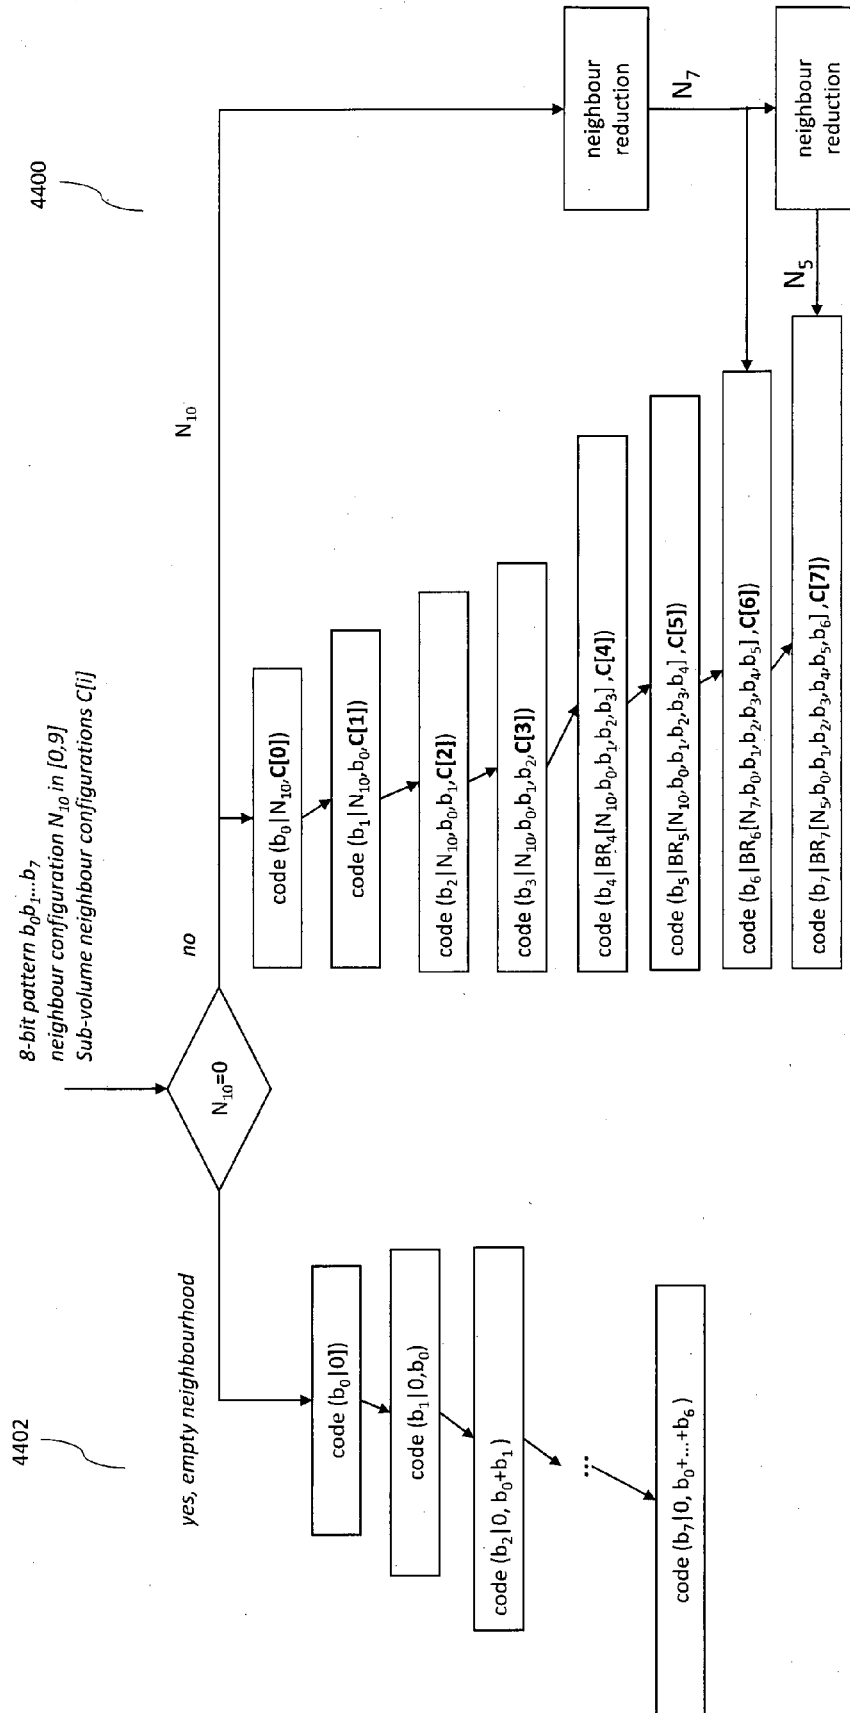 8-bit pattern b₀b₁...b₇
neighbour configuration N₁₀ in [0,9]
Sub-volume neighbour configurations C[i]
4402
4400
N₁₀=0
yes, empty neighbourhood
no
N₁₀
code (b₀|0])
code (b₁|0,b₀)
code (b₂|0, b₀+b₁)
...
code (b₇|0, b₀+...+b₆)
code (b₀|N₁₀,C[0])
code (b₁|N₁₀,b₀,C[1])
code (b₂|N₁₀,b₀,b₁,C[2])
code (b₃|N₁₀,b₀,b₁,b₂,C[3])
code (b₄|BR₄[N₁₀,b₀,b₁,b₂,b₃],C[4])
code (b₅|BR₅[N₁₀,b₀,b₁,b₂,b₃,b₄],C[5])
code (b₆|BR₆[N₇,b₀,b₁,b₂,b₃,b₄,b₅],C[6])
code (b₇|BR₇[N₅,b₀,b₁,b₂,b₃,b₄,b₅,b₆],C[7])
neighbour
reduction
N₇
neighbour
reduction
N₅